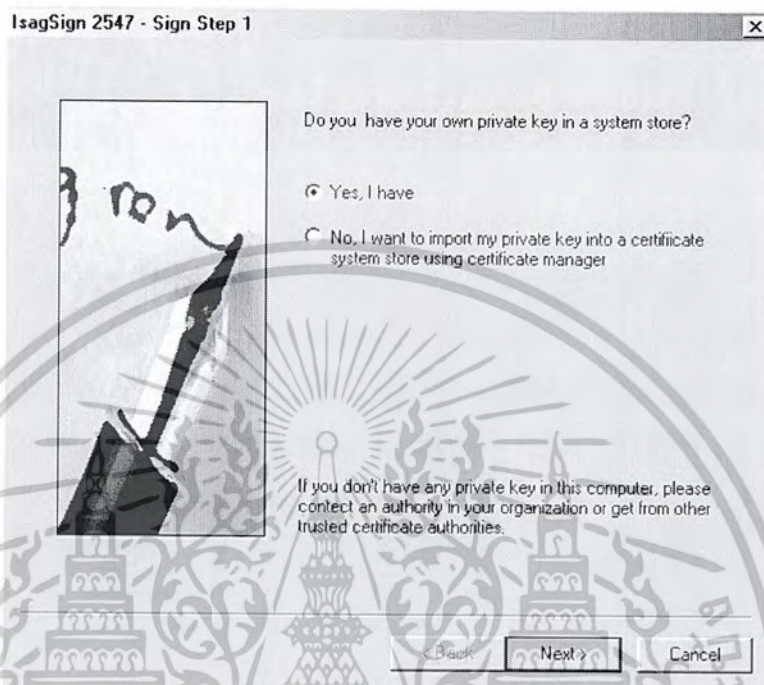 IsagSign 2547 - Sign Step 1
Do you have your own private key in a system store?
Yes, I have
No, I want to import my private key into a certifiicate
system store using certificate manager
If you don't have any private key in this computer, please
contect an authority in your organization or get from other
trusted certificate authorities.
< Back
Next >
Cancel